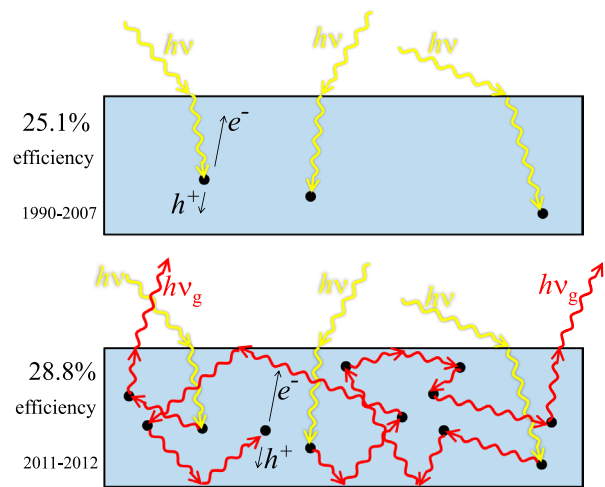 hν hν hν
25.1%
efficiency
1990-2007
e⁻
h⁺
hν hνg hν hν hνg
28.8%
efficiency
2011-2012
e⁻
h⁺